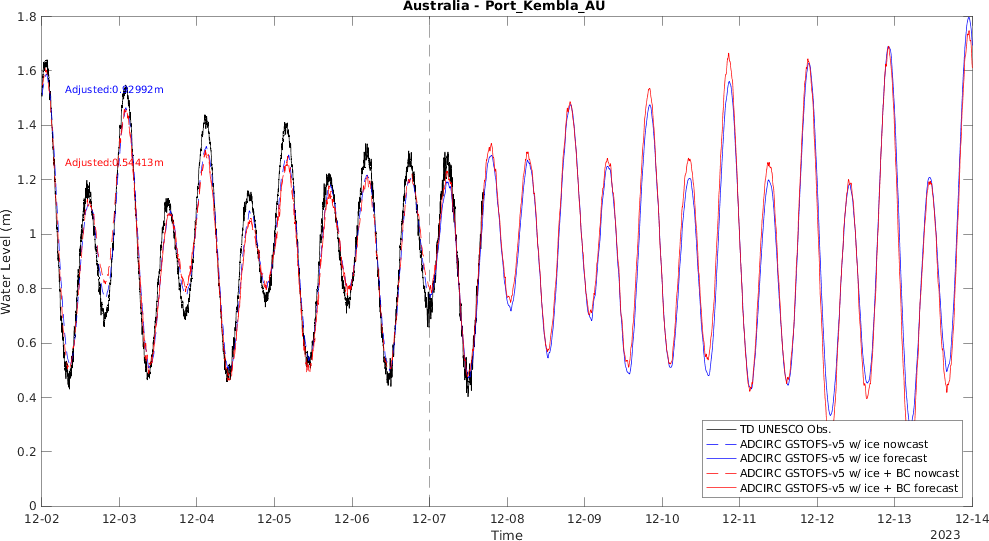 Australia - Port_Kembla_AU
1.8
1.6
1.4
1.2
1
0.8
0.6
0.4
0.2
0
Water Level (m)
Adjusted:0.52992m
Adjusted:0.54413m
TD UNESCO Obs.
ADCIRC GSTOFS-v5 w/ ice nowcast
ADCIRC GSTOFS-v5 w/ ice forecast
ADCIRC GSTOFS-v5 w/ ice + BC nowcast
ADCIRC GSTOFS-v5 w/ ice + BC forecast
12-02 12-03 12-04 12-05 12-06 12-07 12-08 12-09 12-10 12-11 12-12 12-13 12-14
Time
2023